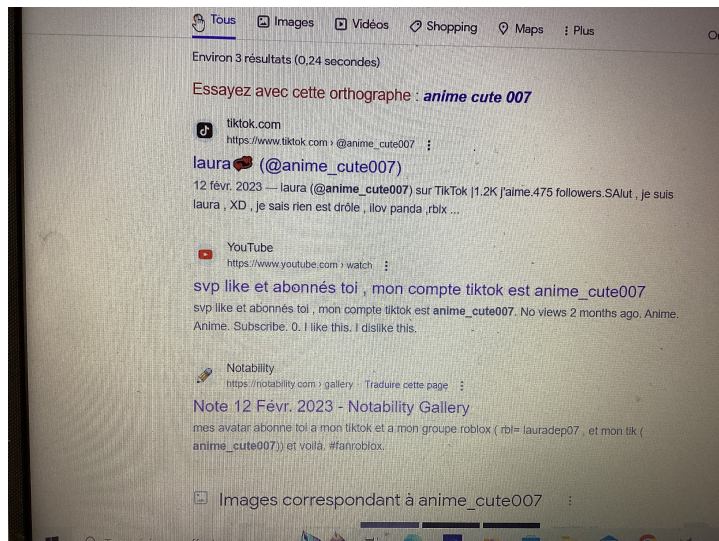 Tous Images Vidéos Shopping Maps Plus
Environ 3 résultats (0,24 secondes)
Essayez avec cette orthographe : anime cute 007
tiktok.com
https://www.tiktok.com › @anime_cute007
laura (@anime_cute007)
12 févr. 2023 — laura (@anime_cute007) sur TikTok |1.2K j'aime.475 followers.SAlut , je suis
laura , XD , je sais rien est drôle , ilov panda ,rblx ...
YouTube
https://www.youtube.com › watch
svp like et abonnés toi , mon compte tiktok est anime_cute007
svp like et abonnés toi , mon compte tiktok est anime_cute007. No views 2 months ago. Anime.
Anime. Subscribe. 0. I like this. I dislike this.
Notability
https://notability.com › gallery · Traduire cette page
Note 12 Févr. 2023 - Notability Gallery
mes avatar abonne toi a mon tiktok et a mon groupe roblox ( rbl= lauradep07 , et mon tik (
anime_cute007)) et voilà. #fanroblox.
Images correspondant à anime_cute007